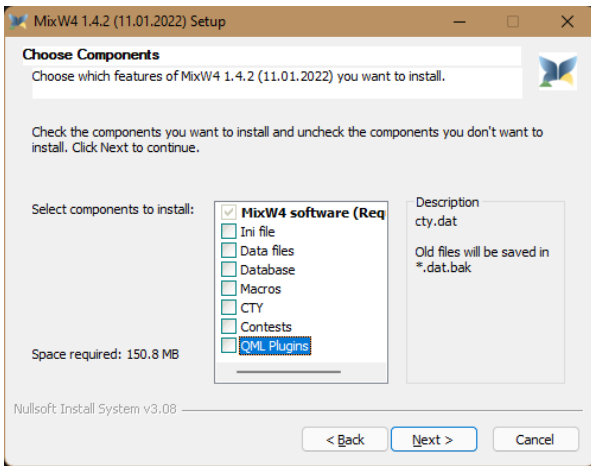 MixW4 1.4.2 (11.01.2022) Setup
Choose Components
Choose which features of MixW4 1.4.2 (11.01.2022) you want to install.
Check the components you want to install and uncheck the components you don't want to
install. Click Next to continue.
Select components to install:
MixW4 software (Req
Ini file
Data files
Database
Macros
CTY
Contests
QML Plugins
Description
cty.dat
Old files will be saved in
*.dat.bak
Space required: 150.8 MB
Nullsoft Install System v3.08
< Back
Next >
Cancel